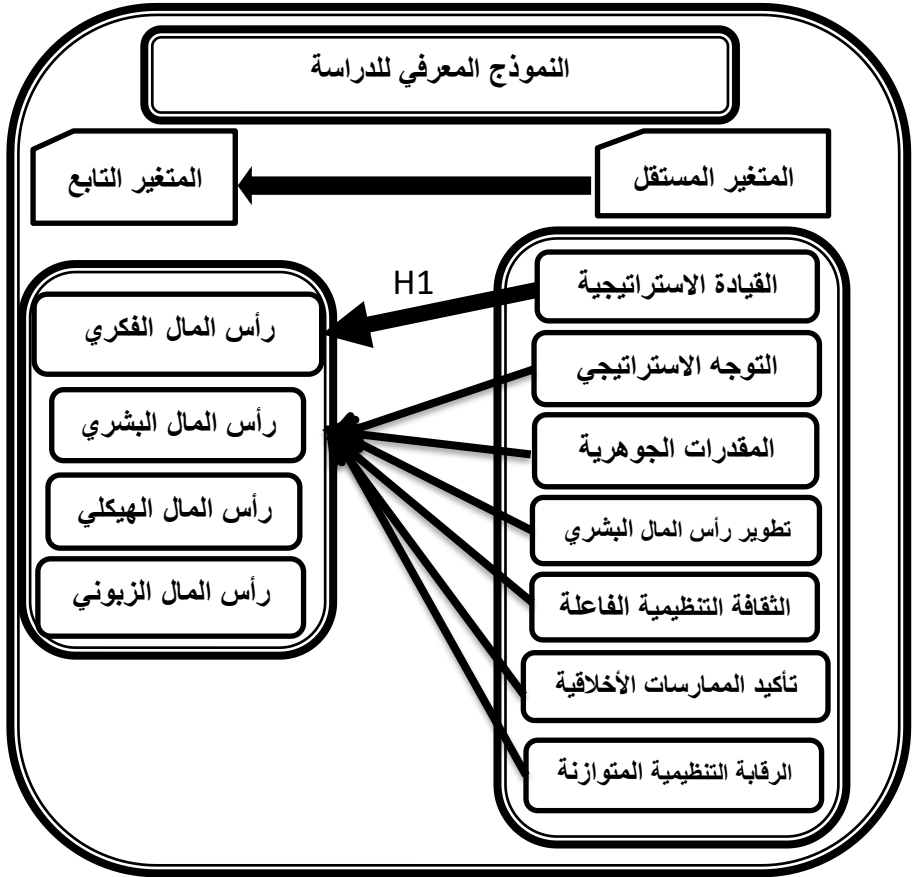 النموذج المعرفي للدراسة
المتغير المستقل
المتغير التابع
القيادة الاستراتيجية
التوجه الاستراتيجي
المقدرات الجوهرية
تطوير رأس المال البشري
الثقافة التنظيمية الفاعلة
تأكيد الممارسات الأخلاقية
الرقابة التنظيمية المتوازنة
H1
رأس المال الفكري
رأس المال البشري
رأس المال الهيكلي
رأس المال الزبوني